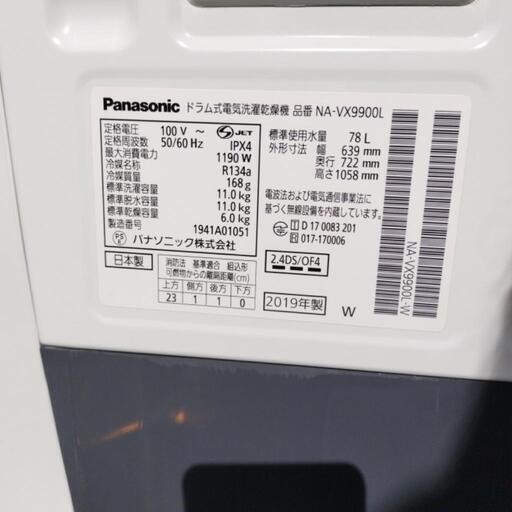 Panasonic ドラム式電気洗濯乾燥機 品番 NA-VX9900L
定格電圧 100 V ～ S JET
定格周波数 50/60 Hz IPX4
最大消費電力 1190 W
冷媒名称 R134a
冷媒質量 168 g
標準洗濯容量 11.0 kg
標準脱水容量 11.0 kg
標準乾燥容量 6.0 kg
製造番号 1941A01051
PSE パナソニック株式会社
日本製
消防法 基準適合 組込形
可燃物からの離隔距離(cm)
上方 側方 後方 下方
23 1 1 0
標準使用水量 78 L
外形寸法 幅 639 mm
奥行 722 mm
高さ 1058 mm
電波法および電気通信事業法に
基づく無線設備を内蔵しています。
T D 17 0083 201
R 017-170006
2.4DS/OF4
2019年製
W
NA-VX9900L-W